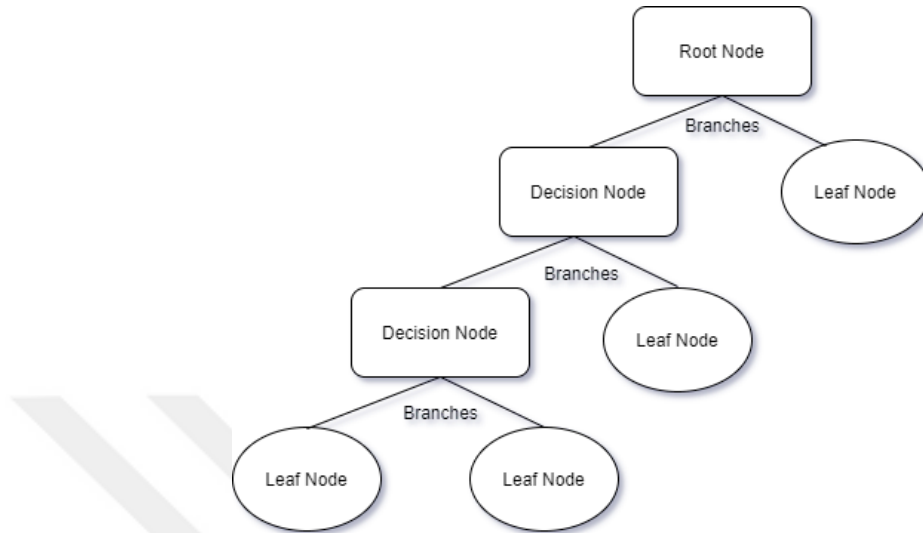 Root Node
Branches
Decision Node
Leaf Node
Branches
Decision Node
Leaf Node
Branches
Leaf Node
Leaf Node